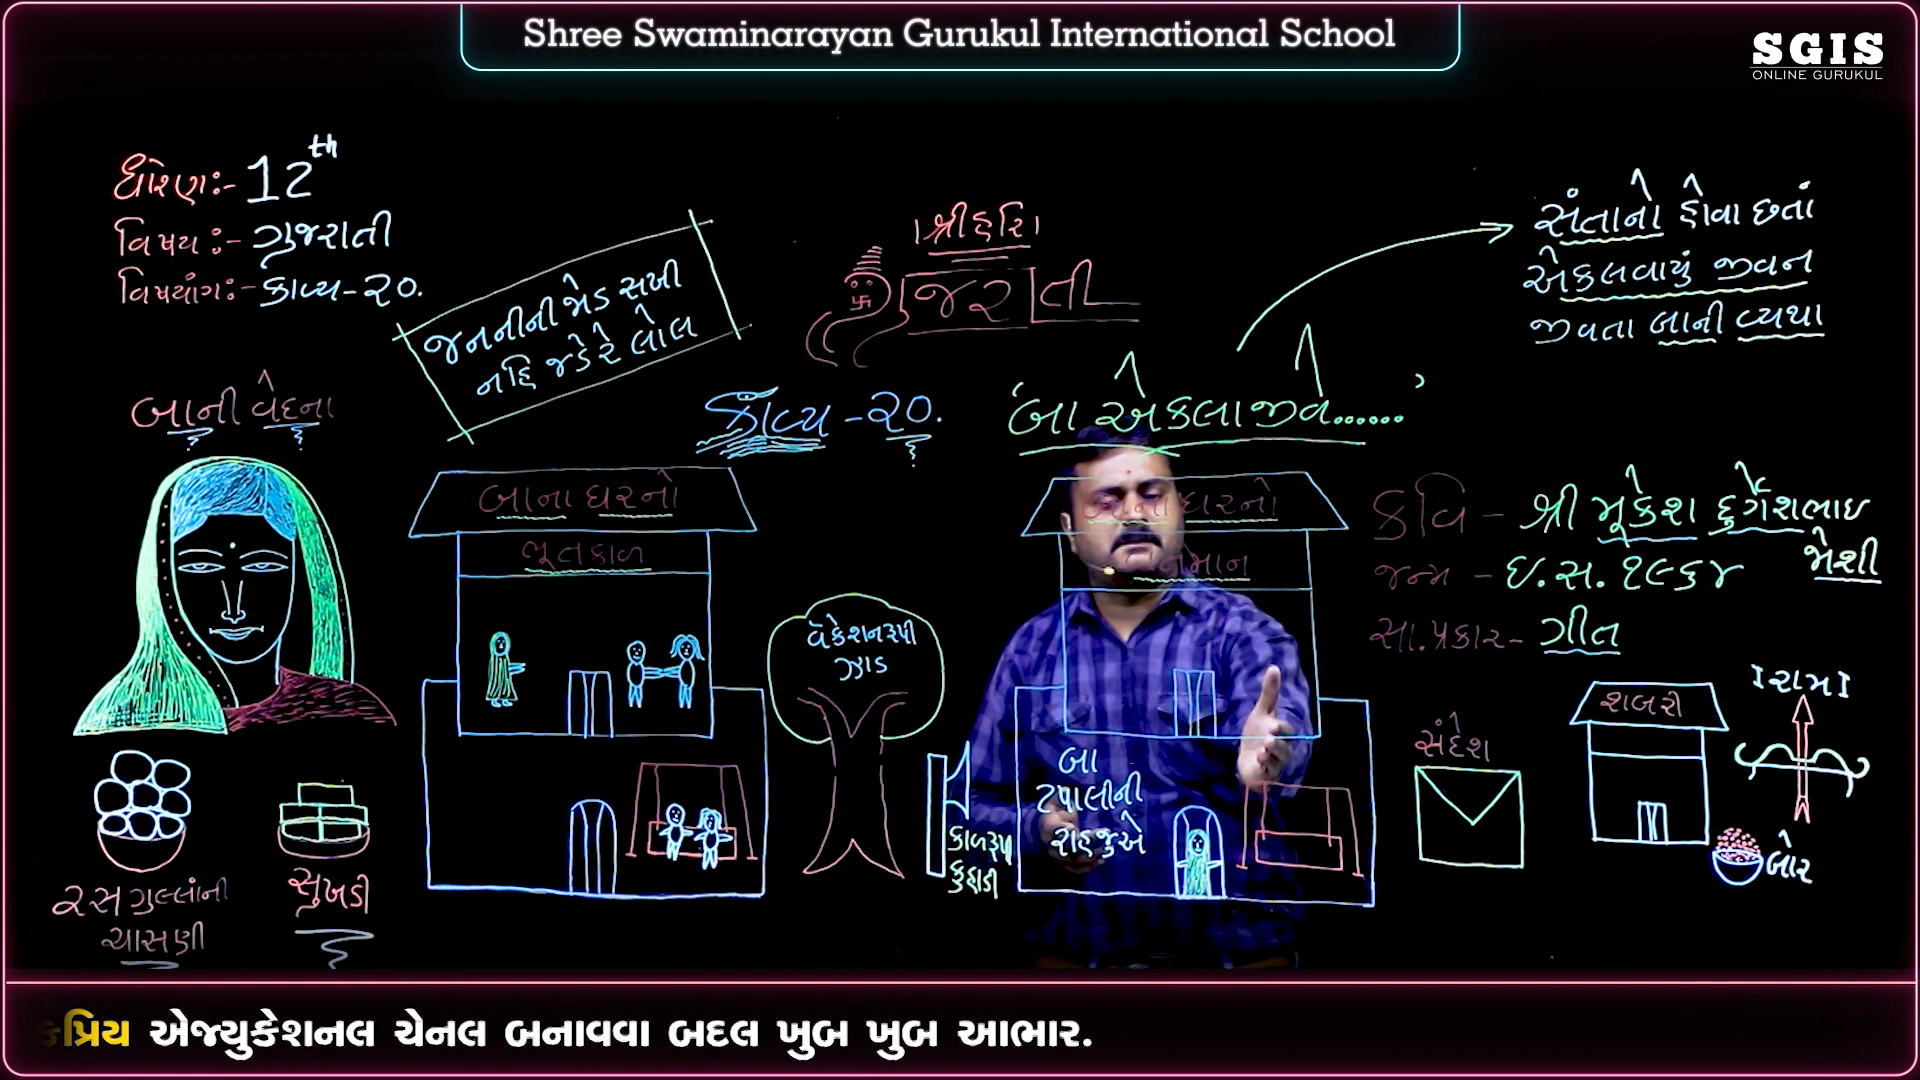 Shree Swaminarayan Gurukul International School
SGIS
ONLINE GURUKUL
ધોરણ:- 12th
વિષય:- ગુજરાતી
વિષયાંગ:- કાવ્ય-૨૦.
જનનીની જોડ સખી
નહિ જડે રે લોલ
।શ્રીહરિ।
જરાતી
કાવ્ય-૨૦.
'બા એકલા જીવે......'
સંતાનો હોવા છતાં
એકલવાયું જીવન
જીવતા બાની વ્યથા
બાની વેદના
બાના ઘરનો
ભૂતકાળ
ઘરનો
ર્તમાન
કવિ - શ્રી મૂકેશ દુર્ગેશભાઇ
જોશી
જન્મ - ઇ.સ. ૧૯૬૪
સા.પ્રકાર- ગીત
વૅકેશનરૂપી
ઝાડ
કાળરૂપી
કુહાડી
બા
ટપાલીની
રાહ જુએ
સંદેશ
શબરી
।રામ।
બોર
રસગુલ્લાંની
ચાસણી
સુખડી
પ્રિય એજ્યુકેશનલ ચેનલ બનાવવા બદલ ખુબ ખુબ આભાર.